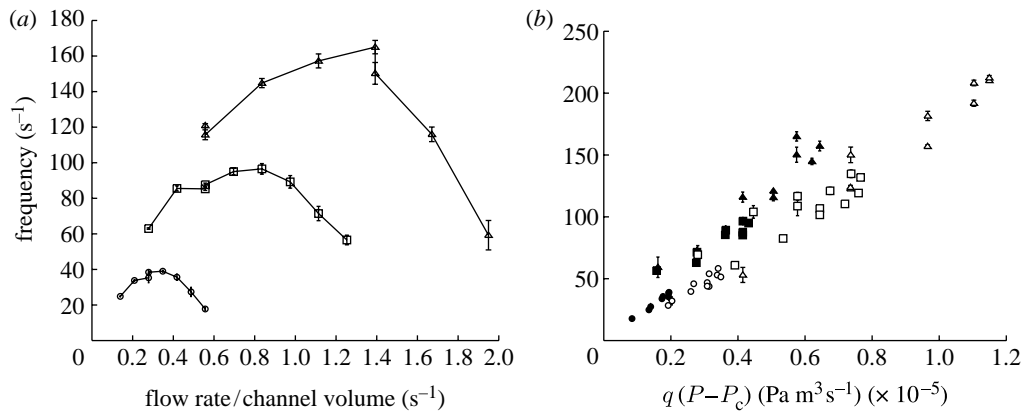 (a)
180
160
140
120
100
80
60
40
20
0
0.2 0.4 0.6 0.8 1.0 1.2 1.4 1.6 1.8 2.0
frequency (s⁻¹)
flow rate/channel volume (s⁻¹)
(b)
250
200
150
100
50
0
0.2 0.4 0.6 0.8 1.0 1.2
q (P–P_c) (Pa m³ s⁻¹) (× 10⁻⁵)